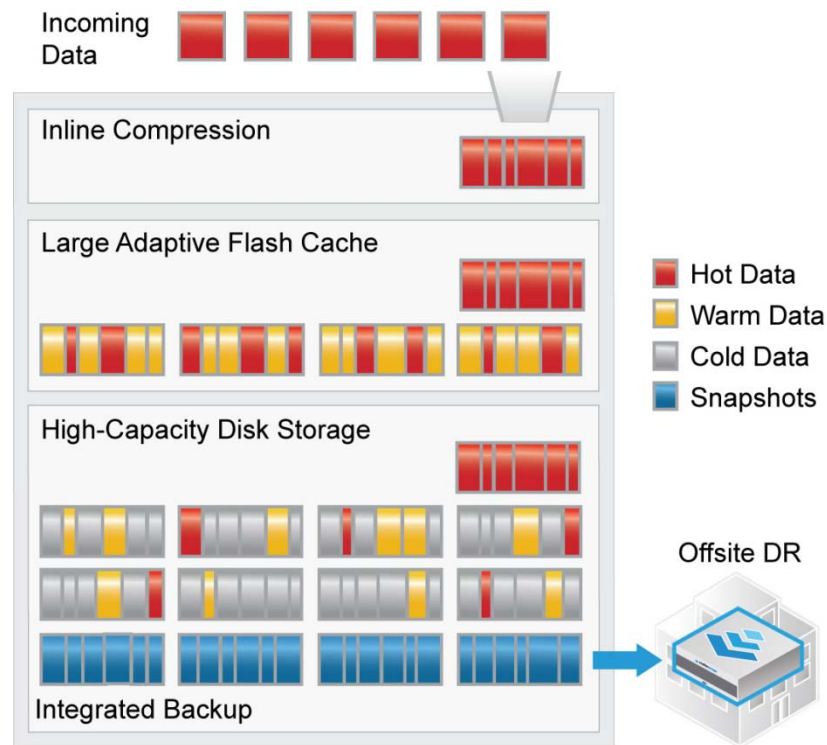 Incoming
Data
Inline Compression
Large Adaptive Flash Cache
Hot Data
Warm Data
Cold Data
Snapshots
High-Capacity Disk Storage
Offsite DR
Integrated Backup